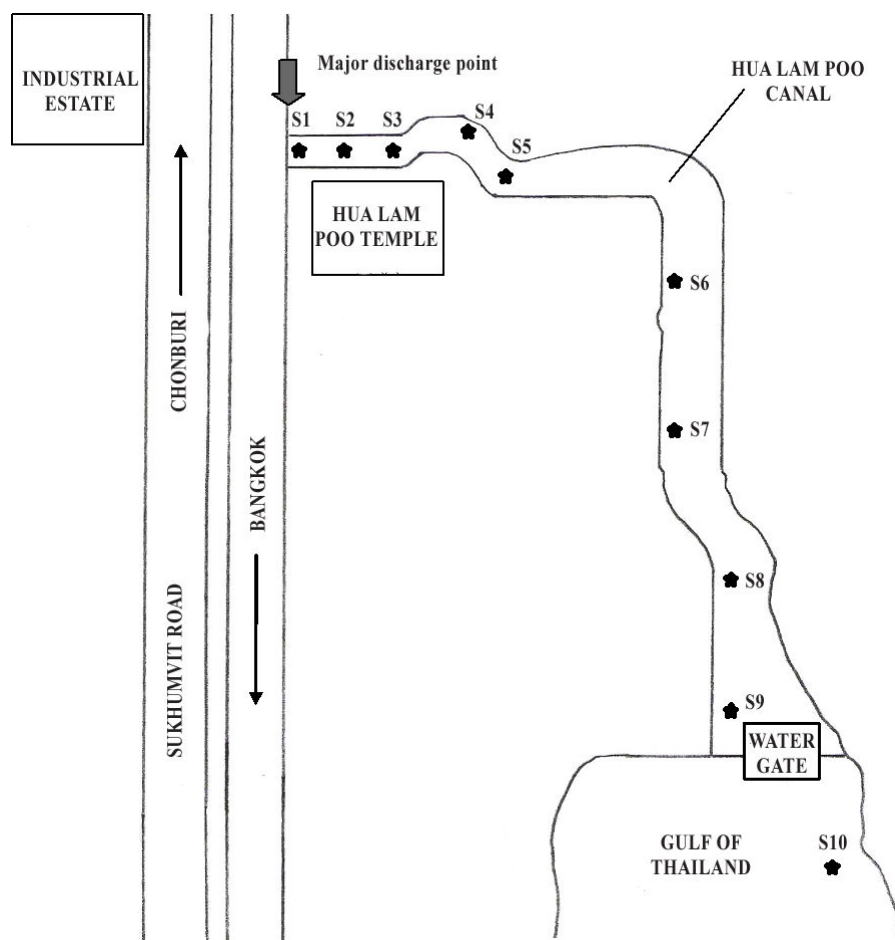 INDUSTRIAL
ESTATE
Major discharge point
HUA LAM POO
CANAL
S1
S2
S3
S4
S5
HUA LAM
POO TEMPLE
S6
CHONBURI
S7
BANGKOK
S8
SUKHUMVIT ROAD
S9
WATER
GATE
GULF OF
THAILAND
S10